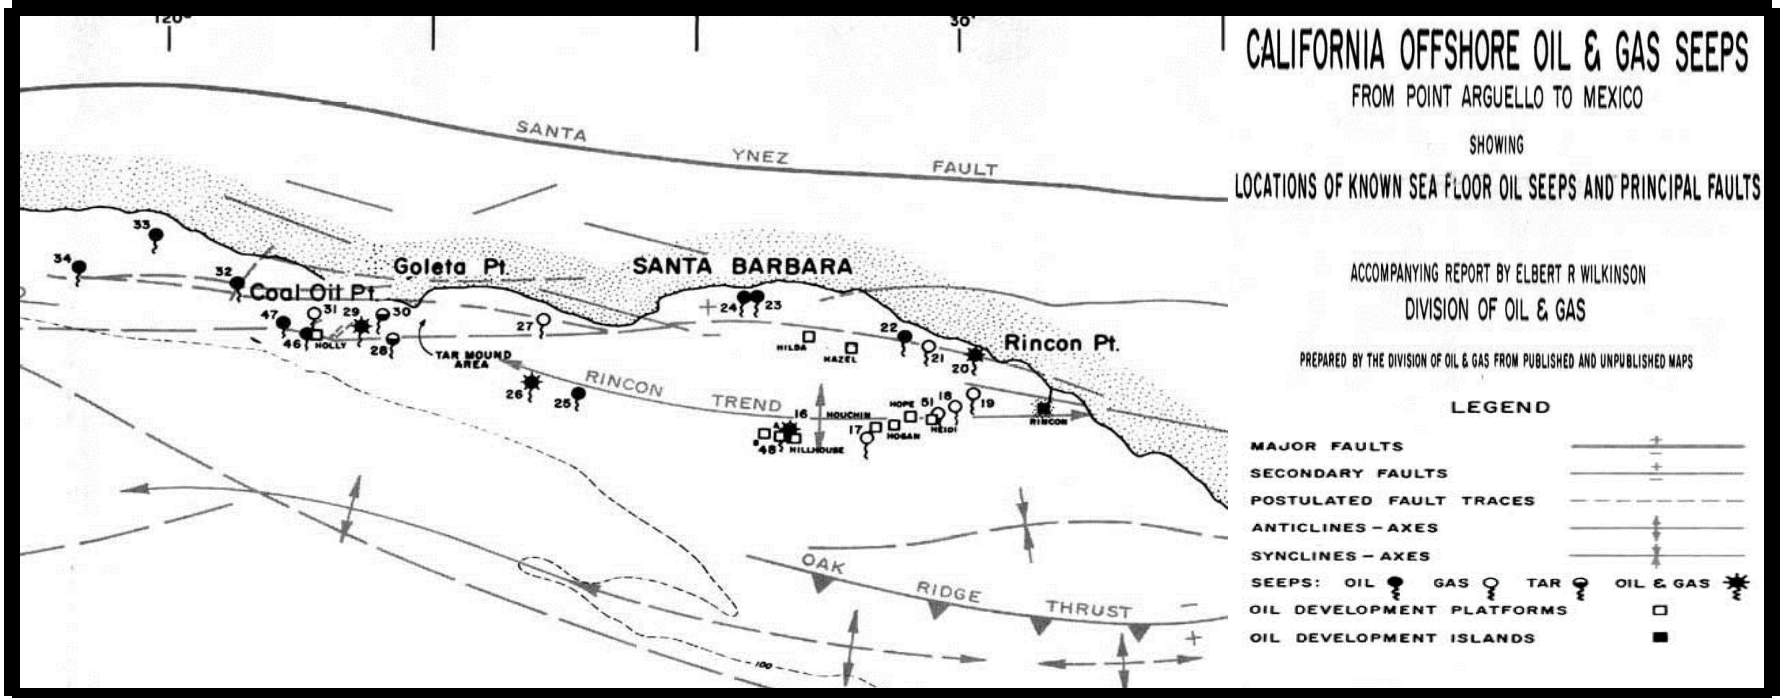 120°
30'
CALIFORNIA OFFSHORE OIL & GAS SEEPS
FROM POINT ARGUELLO TO MEXICO
SHOWING
LOCATIONS OF KNOWN SEA FLOOR OIL SEEPS AND PRINCIPAL FAULTS
ACCOMPANYING REPORT BY ELBERT R WILKINSON
DIVISION OF OIL & GAS
PREPARED BY THE DIVISION OF OIL & GAS FROM PUBLISHED AND UNPUBLISHED MAPS
SANTA YNEZ FAULT
33
34
32
Goleta Pt.
SANTA BARBARA
Coal Oil Pt.
47
31
29
30
46
HOLLY
28
TAR MOUND
AREA
27
24
23
+
HILDA
HAZEL
22
21
20
Rincon Pt.
26
25
RINCON TREND
16
HOUCHIN
A
B
48
HILLHOUSE
17
HOGAN
HOPE
51
18
HEIDI
19
RINCON
OAK RIDGE THRUST
−
+
100
LEGEND
MAJOR FAULTS
+
−
SECONDARY FAULTS
+
−
POSTULATED FAULT TRACES
ANTICLINES – AXES
SYNCLINES – AXES
SEEPS: OIL GAS TAR OIL & GAS
OIL DEVELOPMENT PLATFORMS
OIL DEVELOPMENT ISLANDS